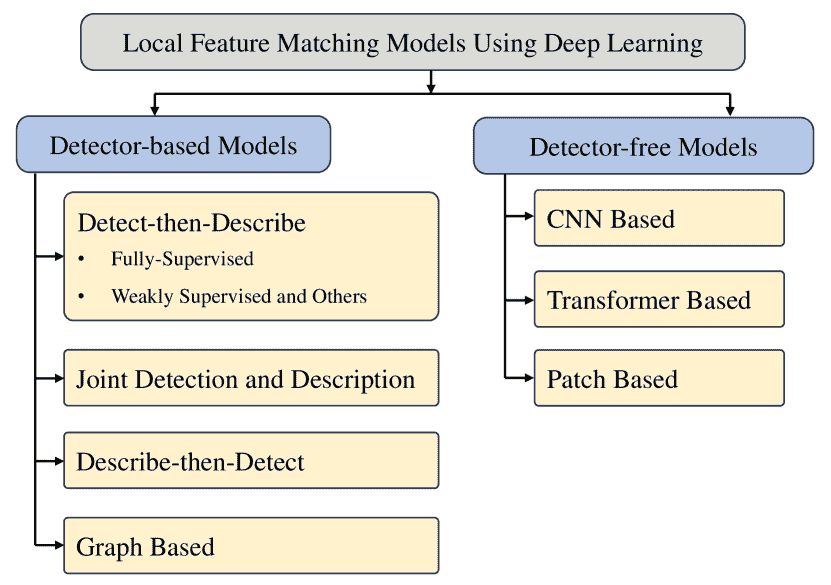 Local Feature Matching Models Using Deep Learning
Detector-based Models
Detect-then-Describe
• Fully-Supervised
• Weakly Supervised and Others
Joint Detection and Description
Describe-then-Detect
Graph Based
Detector-free Models
CNN Based
Transformer Based
Patch Based